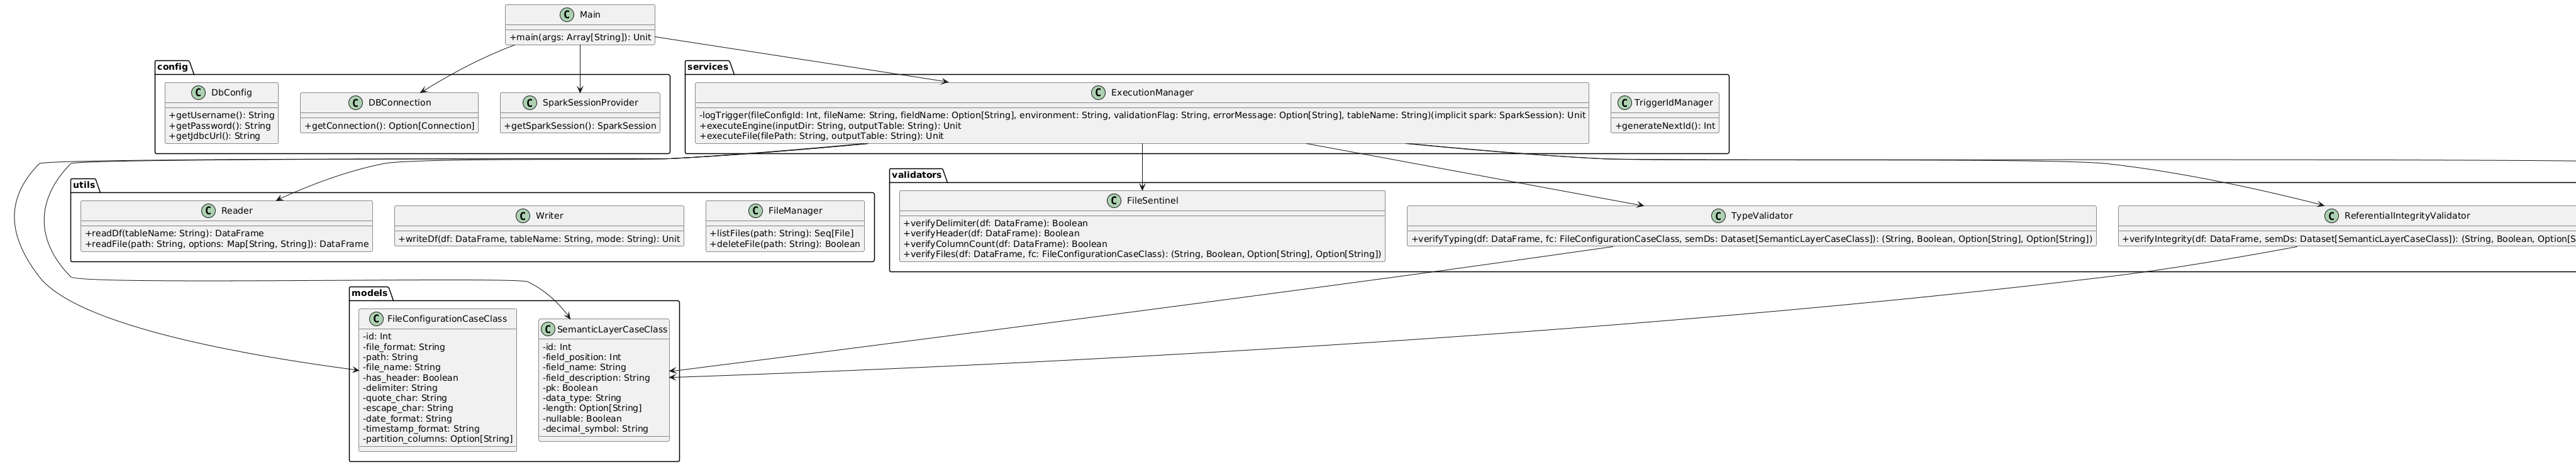 C Main
+main(args: Array[String]): Unit
config
C DbConfig
+getUsername(): String
+getPassword(): String
+getJdbcUrl(): String
C DBConnection
+getConnection(): Option[Connection]
C SparkSessionProvider
+getSparkSession(): SparkSession
services
C ExecutionManager
-logTrigger(fileConfigId: Int, fileName: String, fieldName: Option[String], environment: String, validationFlag: String, errorMessage: Option[String], tableName: String)(implicit spark: SparkSession): Unit
+executeEngine(inputDir: String, outputTable: String): Unit
+executeFile(filePath: String, outputTable: String): Unit
C TriggerIdManager
+generateNextId(): Int
utils
C Reader
+readDf(tableName: String): DataFrame
+readFile(path: String, options: Map[String, String]): DataFrame
C Writer
+writeDf(df: DataFrame, tableName: String, mode: String): Unit
C FileManager
+listFiles(path: String): Seq[File]
+deleteFile(path: String): Boolean
validators
C FileSentinel
+verifyDelimiter(df: DataFrame): Boolean
+verifyHeader(df: DataFrame): Boolean
+verifyColumnCount(df: DataFrame): Boolean
+verifyFiles(df: DataFrame, fc: FileConfigurationCaseClass): (String, Boolean, Option[String], Option[String])
C TypeValidator
+verifyTyping(df: DataFrame, fc: FileConfigurationCaseClass, semDs: Dataset[SemanticLayerCaseClass]): (String, Boolean, Option[String], Option[String])
C ReferentialIntegrityValidator
+verifyIntegrity(df: DataFrame, semDs: Dataset[SemanticLayerCaseClass]): (String, Boolean, Option[S
models
C FileConfigurationCaseClass
-id: Int
-file_format: String
-path: String
-file_name: String
-has_header: Boolean
-delimiter: String
-quote_char: String
-escape_char: String
-date_format: String
-timestamp_format: String
-partition_columns: Option[String]
C SemanticLayerCaseClass
-id: Int
-field_position: Int
-field_name: String
-field_description: String
-pk: Boolean
-data_type: String
-length: Option[String]
-nullable: Boolean
-decimal_symbol: String